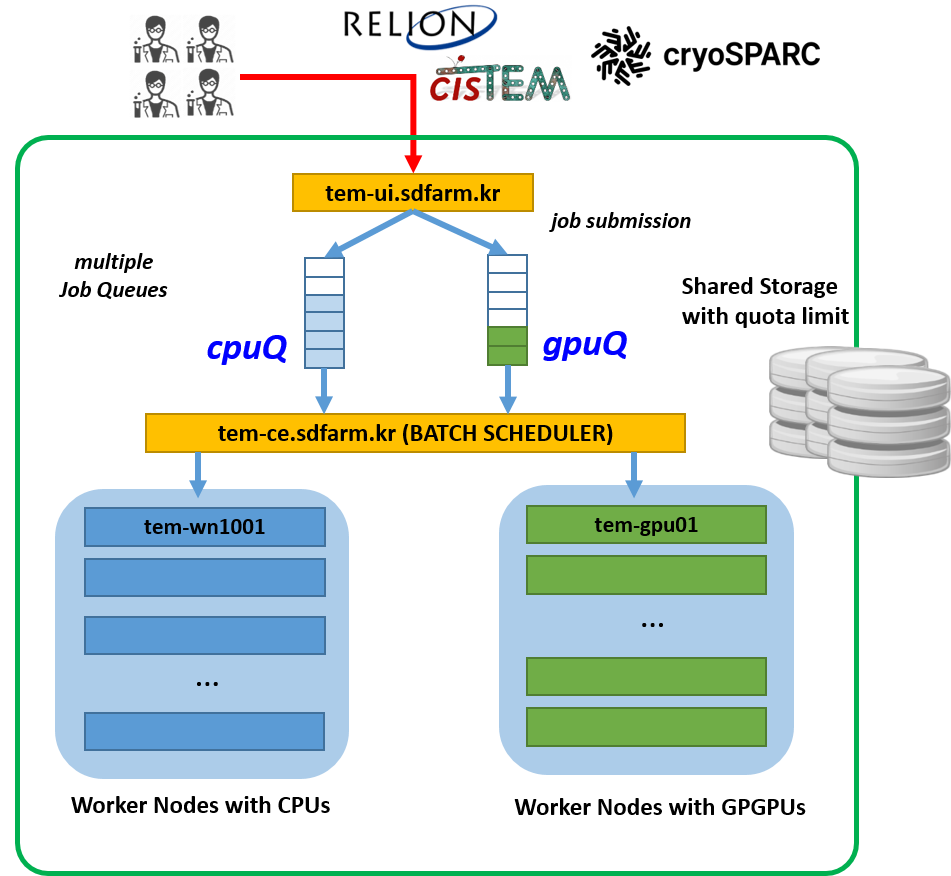 RELION
cisTEM
cryoSPARC
tem-ui.sdfarm.kr
job submission
multiple
Job Queues
Shared Storage
with quota limit
cpuQ
gpuQ
tem-ce.sdfarm.kr (BATCH SCHEDULER)
tem-wn1001
tem-gpu01
...
...
Worker Nodes with CPUs
Worker Nodes with GPGPUs